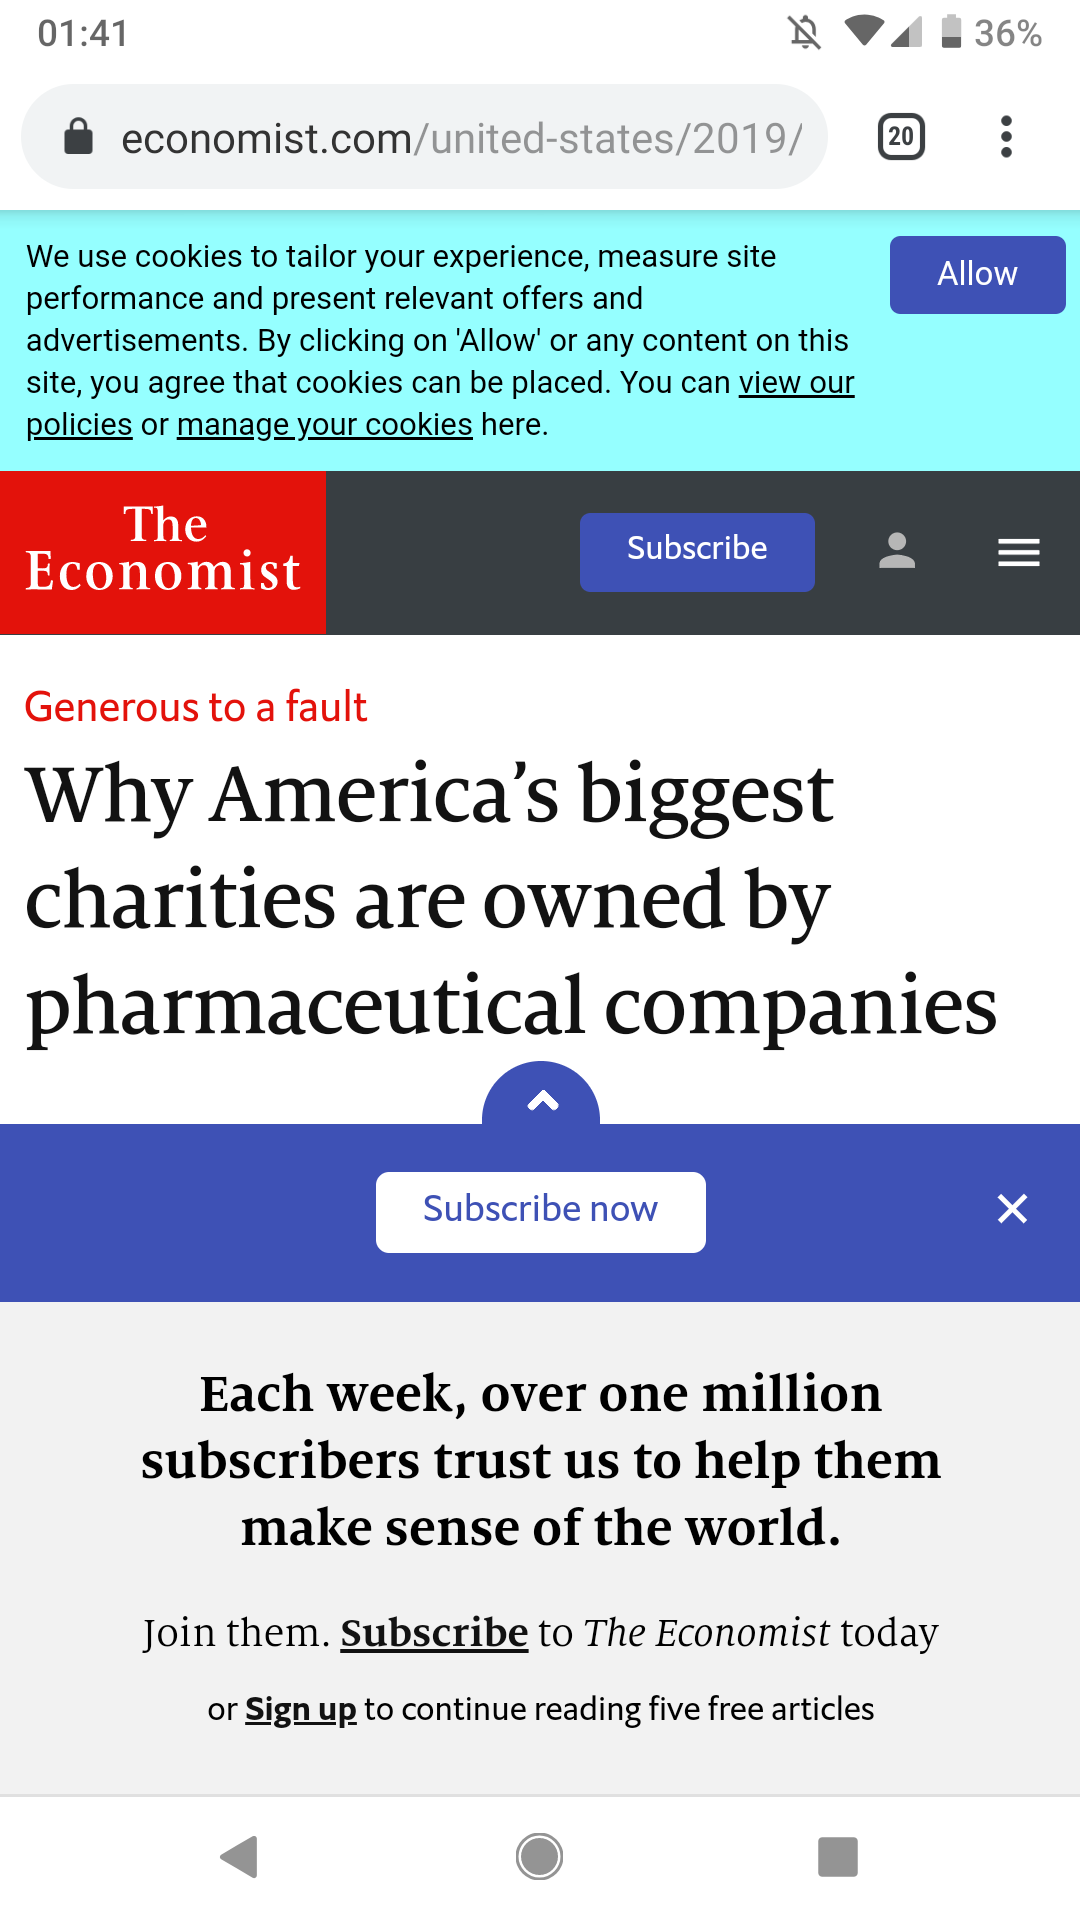 01:41
36%
economist.com/united-states/2019/
20
We use cookies to tailor your experience, measure site
performance and present relevant offers and
advertisements. By clicking on 'Allow' or any content on this
site, you agree that cookies can be placed. You can view our
policies or manage your cookies here.
Allow
The
Economist
Subscribe
Generous to a fault
Why America’s biggest
charities are owned by
pharmaceutical companies
Subscribe now
Each week, over one million
subscribers trust us to help them
make sense of the world.
Join them. Subscribe to The Economist today
or Sign up to continue reading five free articles